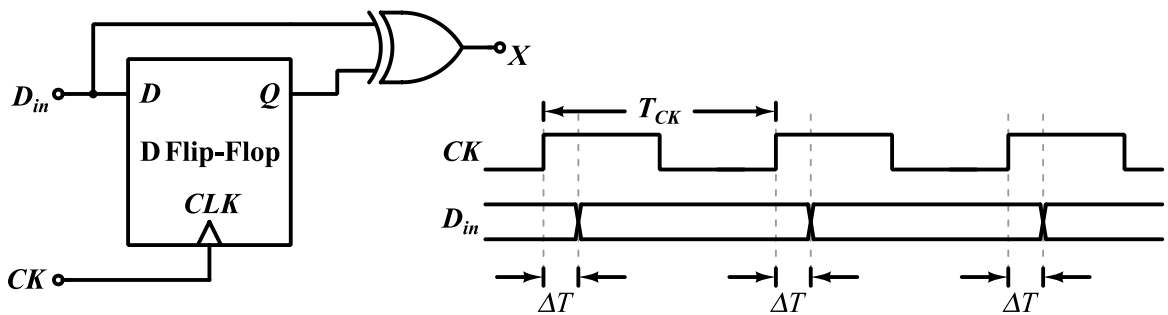 X
D_in
D
Q
D Flip-Flop
CLK
CK
T_CK
CK
D_in
ΔT
ΔT
ΔT